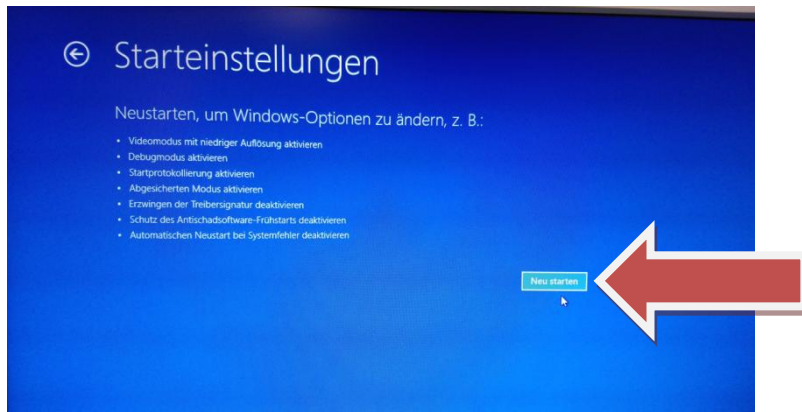 Starteinstellungen
Neustarten, um Windows-Optionen zu ändern, z. B.:
• Videomodus mit niedriger Auflösung aktivieren
• Debugmodus aktivieren
• Startprotokollierung aktivieren
• Abgesicherten Modus aktivieren
• Erzwingen der Treibersignatur deaktivieren
• Schutz des Antischadsoftware-Frühstarts deaktivieren
• Automatischen Neustart bei Systemfehler deaktivieren
Neu starten